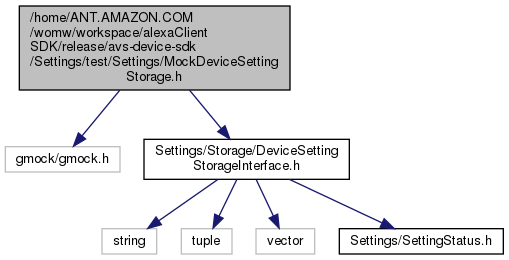 /home/ANT.AMAZON.COM
/womw/workspace/alexaClient
SDK/release/avs-device-sdk
/Settings/test/Settings/MockDeviceSetting
Storage.h
gmock/gmock.h
Settings/Storage/DeviceSetting
StorageInterface.h
string
tuple
vector
Settings/SettingStatus.h